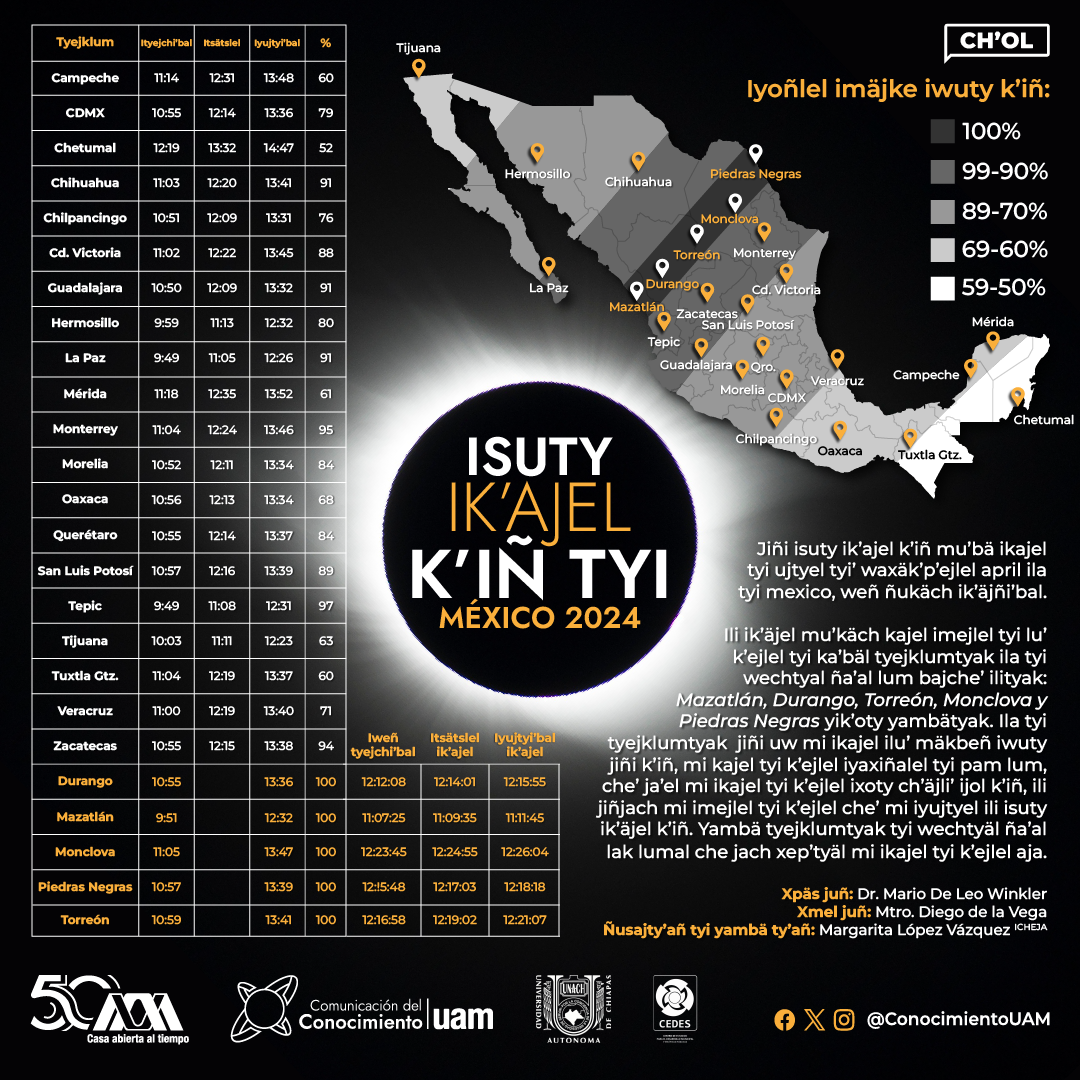 CH'OL
Iyoñlel imäjke iwuty k'iñ:
100%
99-90%
89-70%
69-60%
59-50%
Tijuana
Hermosillo
Chihuahua
Piedras Negras
Monclova
Torreón
Monterrey
La Paz
Durango
Cd. Victoria
Mazatlán
Zacatecas
San Luis Potosí
Tepic
Guadalajara
Qro.
Morelia
CDMX
Veracruz
Chilpancingo
Oaxaca
Tuxtla Gtz.
Mérida
Campeche
Chetumal
Tyejklum Ityejchi'bal Itsätslel Iyujtyi'bal %
Campeche 11:14 12:31 13:48 60
CDMX 10:55 12:14 13:36 79
Chetumal 12:19 13:32 14:47 52
Chihuahua 11:03 12:20 13:41 91
Chilpancingo 10:51 12:09 13:31 76
Cd. Victoria 11:02 12:22 13:45 88
Guadalajara 10:50 12:09 13:32 91
Hermosillo 9:59 11:13 12:32 80
La Paz 9:49 11:05 12:26 91
Mérida 11:18 12:35 13:52 61
Monterrey 11:04 12:24 13:46 95
Morelia 10:52 12:11 13:34 84
Oaxaca 10:56 12:13 13:34 68
Querétaro 10:55 12:14 13:37 84
San Luis Potosí 10:57 12:16 13:39 89
Tepic 9:49 11:08 12:31 97
Tijuana 10:03 11:11 12:23 63
Tuxtla Gtz. 11:04 12:19 13:37 60
Veracruz 11:00 12:19 13:40 71
Zacatecas 10:55 12:15 13:38 94
Iweñ tyejchi'bal Itsätslel ik'ajel Iyujtyi'bal ik'ajel
Durango 10:55 13:36 100 12:12:08 12:14:01 12:15:55
Mazatlán 9:51 12:32 100 11:07:25 11:09:35 11:11:45
Monclova 11:05 13:47 100 12:23:45 12:24:55 12:26:04
Piedras Negras 10:57 13:39 100 12:15:48 12:17:03 12:18:18
Torreón 10:59 13:41 100 12:16:58 12:19:02 12:21:07
ISUTY
IK'AJEL
K'IÑ TYI
MÉXICO 2024
Jiñi isuty ik'ajel k'iñ mu'bä ikajel
tyi ujtyel tyi' waxäk'p'ejlel april ila
tyi mexico, weñ ñukäch ik'äjñi'bal.
Ili ik'äjel mu'käch kajel imejlel tyi lu'
k'ejlel tyi ka'bäl tyejklumtyak ila tyi
wechtyal ña'al lum bajche' ilityak:
Mazatlán, Durango, Torreón, Monclova y
Piedras Negras yik'oty yambätyak. Ila tyi
tyejklumtyak jiñi uw mi ikajel ilu' mäkbeñ iwuty
jiñi k'iñ, mi kajel tyi k'ejlel iyaxiñalel tyi pam lum,
che' ja'el mi ikajel tyi k'ejlel ixoty ch'äjli' ijol k'iñ, ili
jiñjach mi imejlel tyi k'ejlel che' mi iyujtyel ili isuty
ik'äjel k'iñ. Yambä tyejklumtyak tyi wechtyäl ña'al
lak lumal che jach xep'tyäl mi ikajel tyi k'ejlel aja.
Xpäs juñ: Dr. Mario De Leo Winkler
Xmel juñ: Mtro. Diego de la Vega
Ñusajty'añ tyi yambä ty'añ: Margarita López Vázquez ICHEJA
50
Casa abierta al tiempo
Comunicación del
Conocimiento uam
UNIVERSIDAD
UNACH
DE CHIAPAS
AUTONOMA
CEDES
@ConocimientoUAM